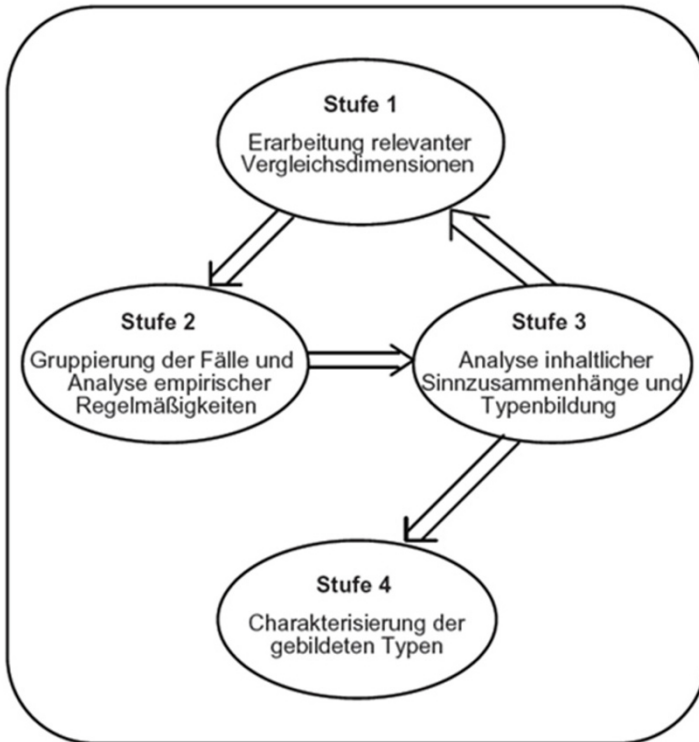 Stufe 1
Erarbeitung relevanter
Vergleichsdimensionen
Stufe 2
Gruppierung der Fälle und
Analyse empirischer
Regelmäßigkeiten
Stufe 3
Analyse inhaltlicher
Sinnzusammenhänge und
Typenbildung
Stufe 4
Charakterisierung der
gebildeten Typen